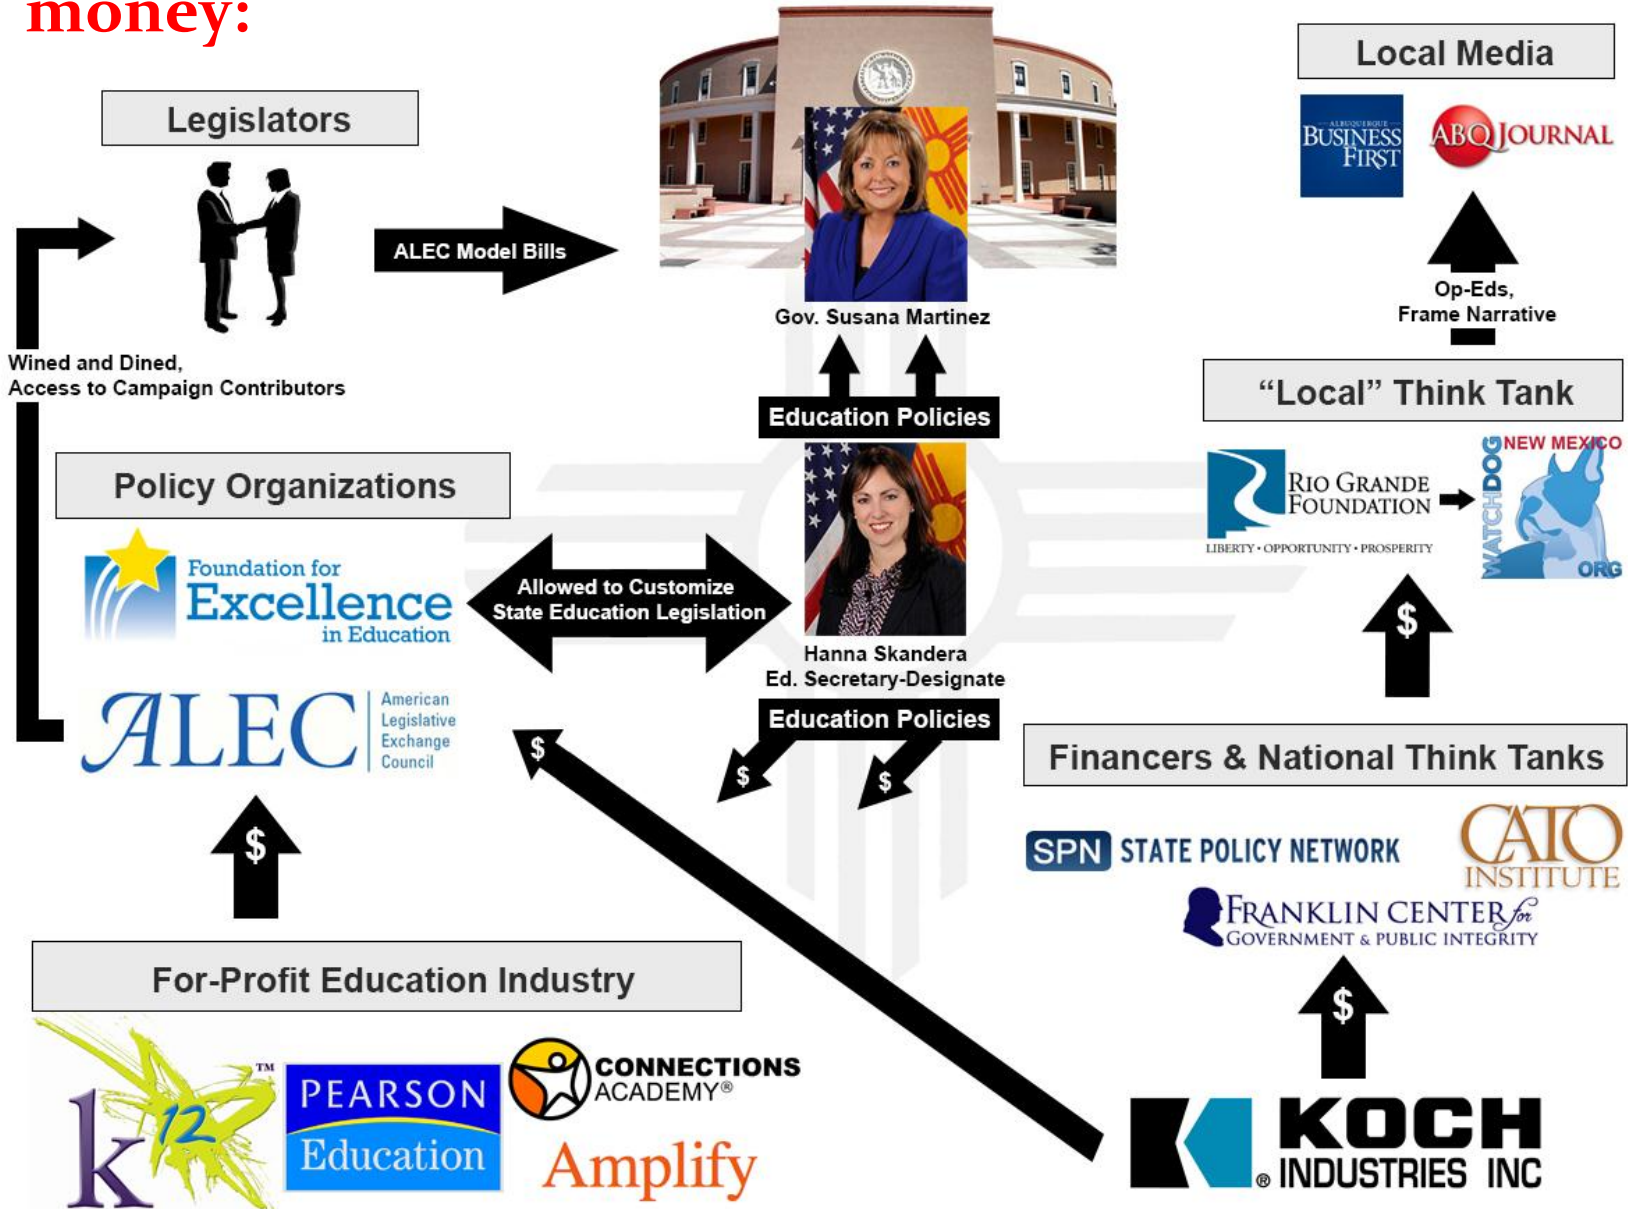 money:
Legislators
ALEC Model Bills
Wined and Dined,
Access to Campaign Contributors
Policy Organizations
Foundation for
Excellence
in Education
ALEC
American
Legislative
Exchange
Council
$
For-Profit Education Industry
k12™
PEARSON
Education
CONNECTIONS
ACADEMY®
Amplify
Gov. Susana Martinez
Education Policies
Allowed to Customize
State Education Legislation
Hanna Skandera
Ed. Secretary-Designate
Education Policies
$
$
$
Local Media
ALBUQUERQUE
BUSINESS
FIRST
ABQJOURNAL
Op-Eds,
Frame Narrative
“Local” Think Tank
RIO GRANDE
FOUNDATION
LIBERTY • OPPORTUNITY • PROSPERITY
NEW MEXICO
WATCHDOG
ORG
$
Financers & National Think Tanks
SPN STATE POLICY NETWORK
CATO
INSTITUTE
FRANKLIN CENTER for
GOVERNMENT & PUBLIC INTEGRITY
$
KOCH
® INDUSTRIES INC